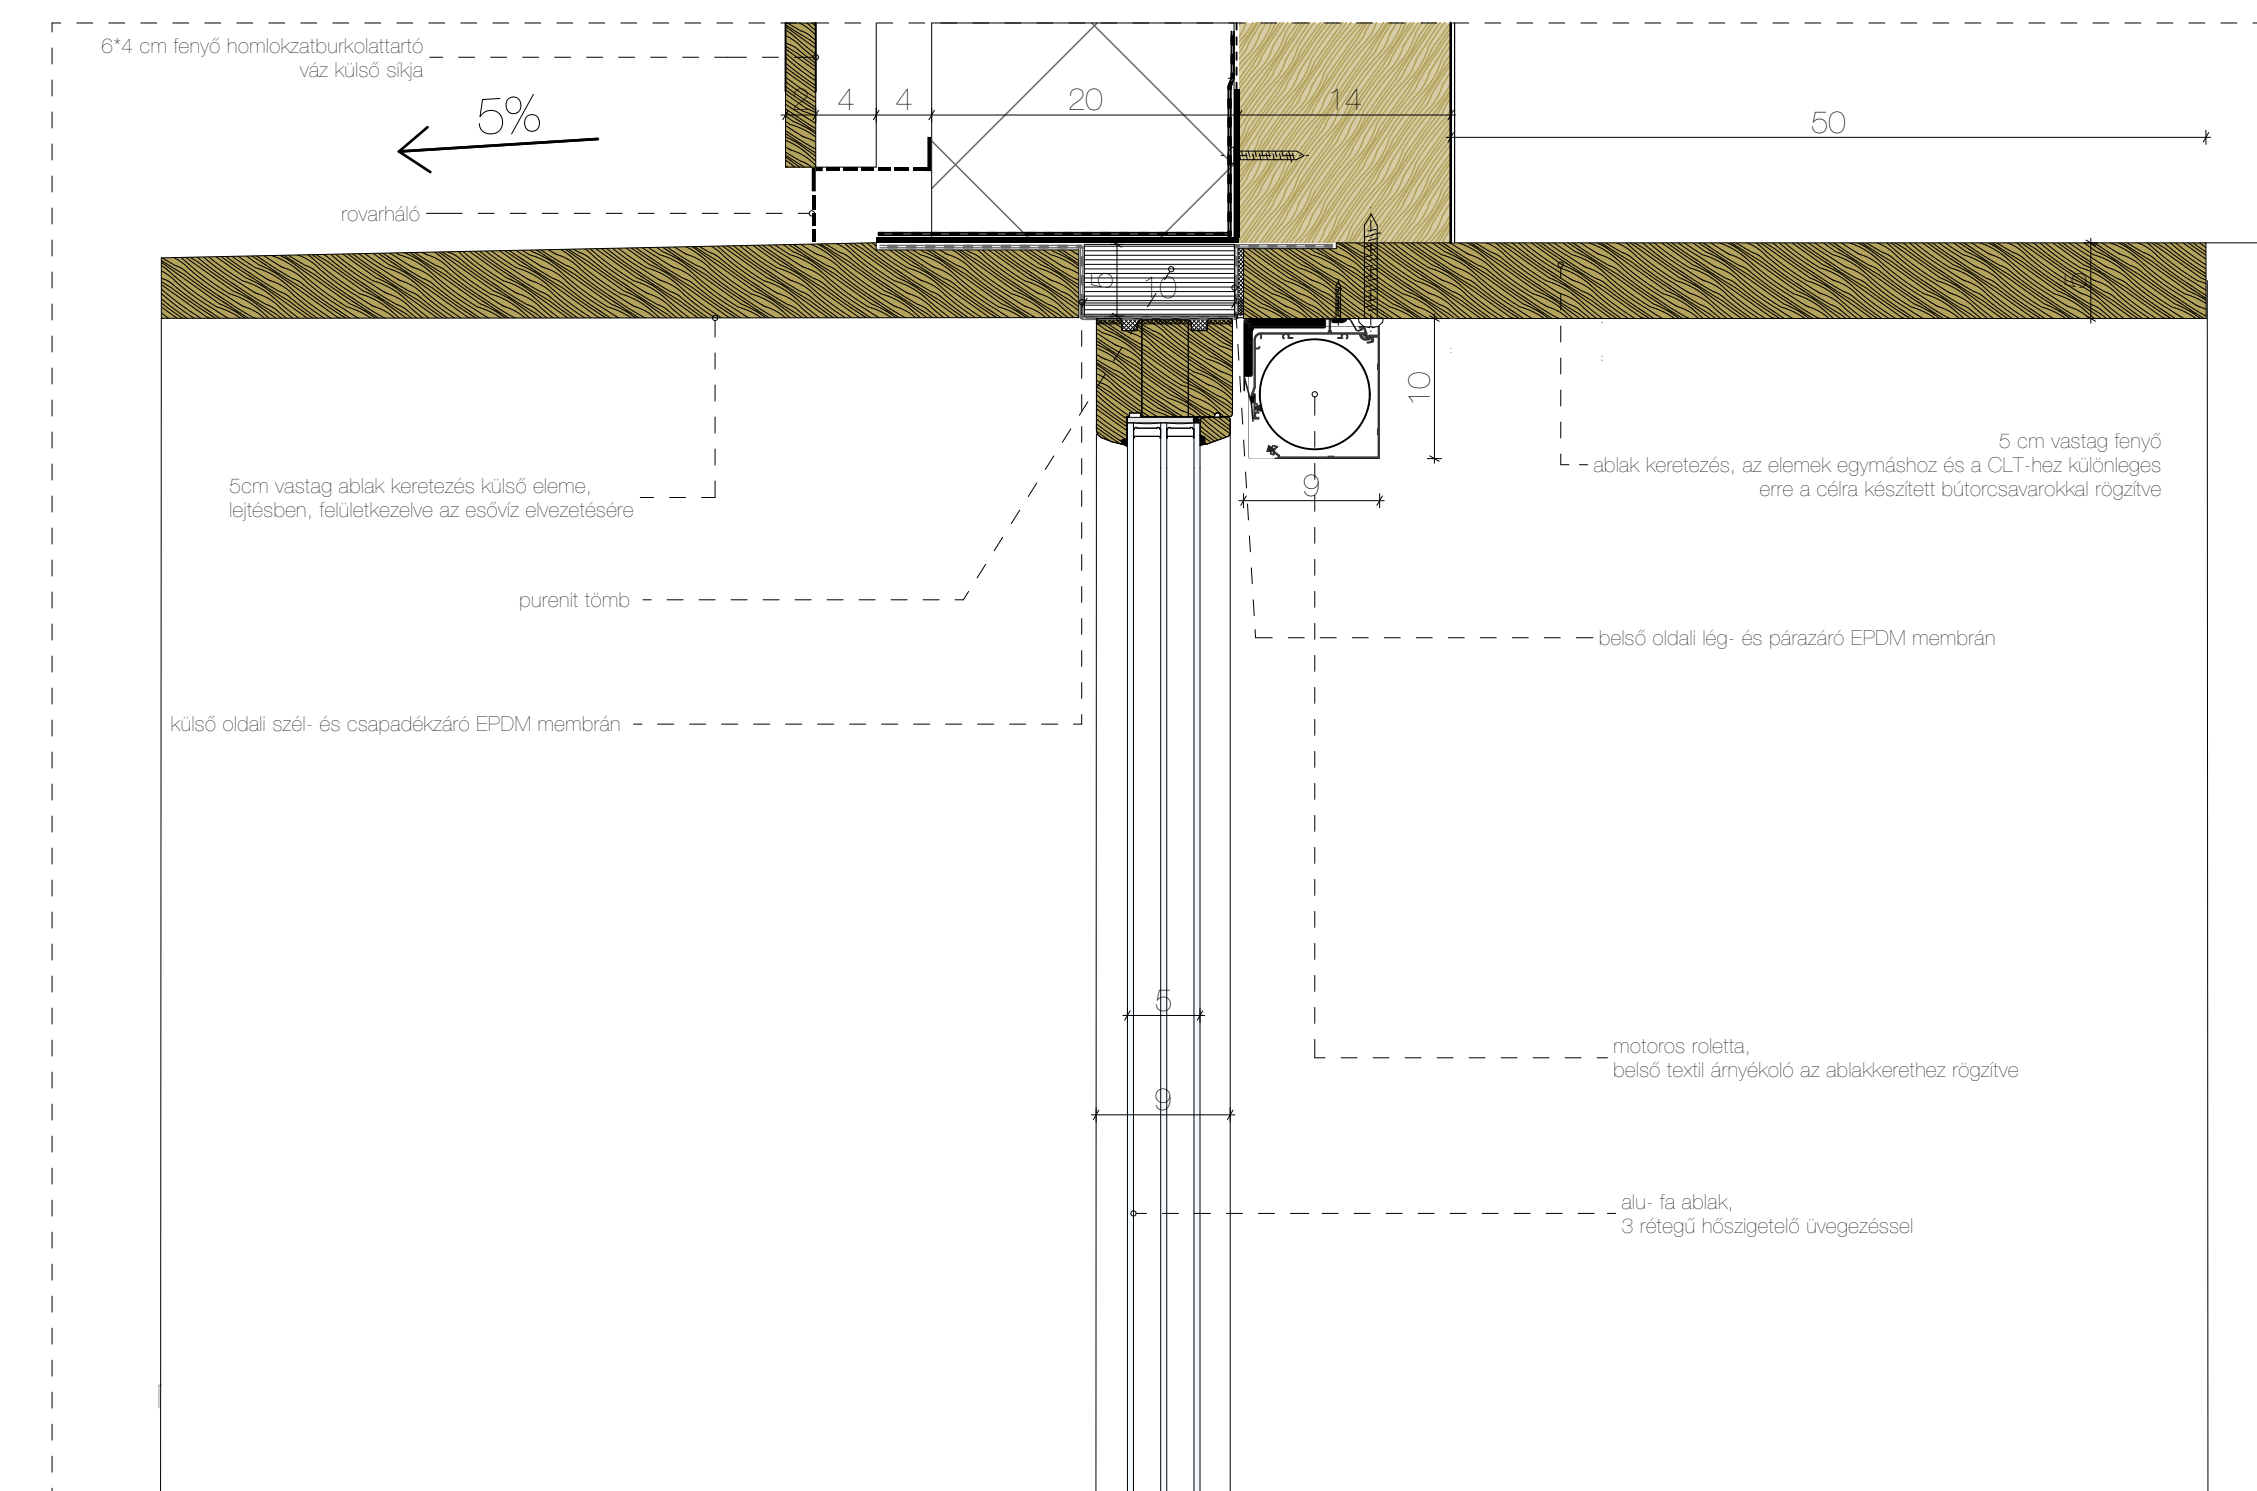 6*4 cm fenyő homlokzatburkolattartó
váz külső síkja
5%
2
4
4
20
14
50
rovarháló
5
10
5
10
9
5cm vastag ablak keretezés külső eleme,
lejtésben, felületkezelve az esővíz elvezetésére
5 cm vastag fenyő
ablak keretezés, az elemek egymáshoz és a CLT-hez különleges
erre a célra készített bútorcsavarokkal rögzítve
purenit tömb
belső oldali lég- és párazáró EPDM membrán
külső oldali szél- és csapadékzáró EPDM membrán
5
motoros roletta,
belső textil árnyékoló az ablakkerethez rögzítve
9
alu- fa ablak,
3 rétegű hőszigetelő üvegezéssel